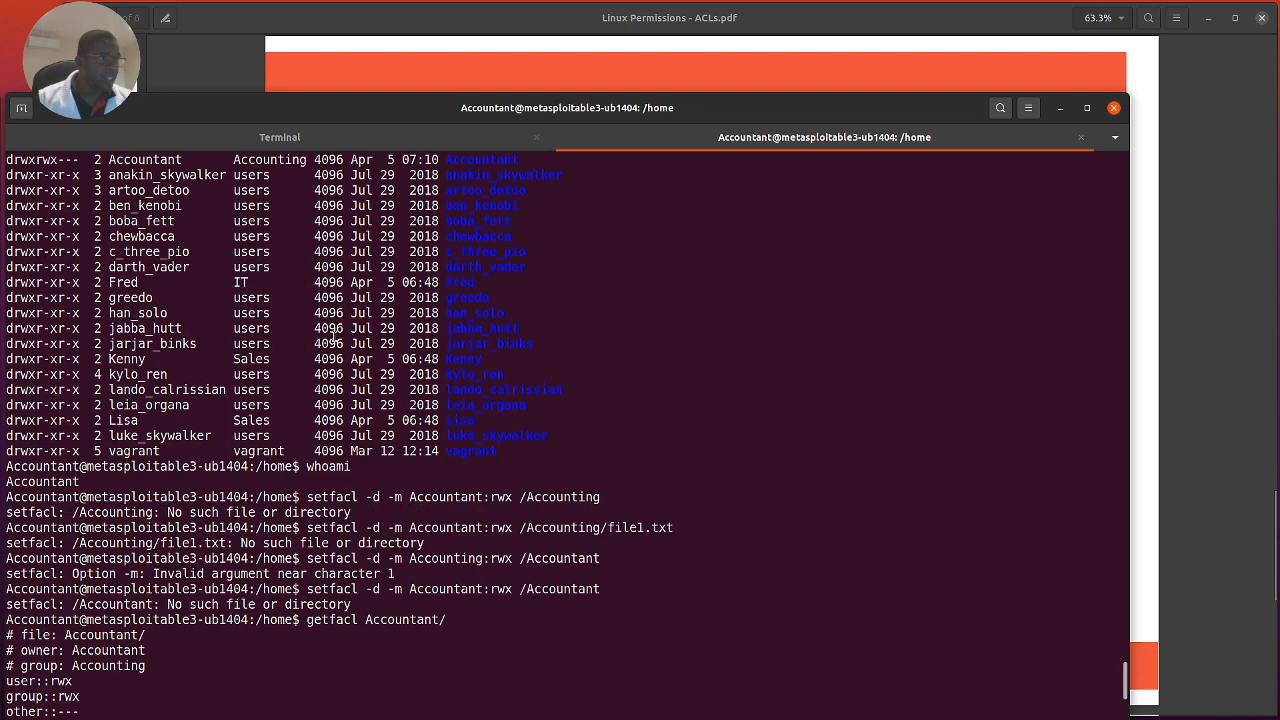 of 6
Linux Permissions - ACLs.pdf
63.3%
Accountant@metasploitable3-ub1404: /home
Terminal
Accountant@metasploitable3-ub1404: /home
drwxrwx--- 2 Accountant Accounting 4096 Apr 5 07:10 Accountant
drwxr-xr-x 3 anakin_skywalker users 4096 Jul 29 2018 anakin_skywalker
drwxr-xr-x 3 artoo_detoo users 4096 Jul 29 2018 artoo_detoo
drwxr-xr-x 2 ben_kenobi users 4096 Jul 29 2018 ben_kenobi
drwxr-xr-x 2 boba_fett users 4096 Jul 29 2018 boba_fett
drwxr-xr-x 2 chewbacca users 4096 Jul 29 2018 chewbacca
drwxr-xr-x 2 c_three_pio users 4096 Jul 29 2018 c_three_pio
drwxr-xr-x 2 darth_vader users 4096 Jul 29 2018 darth_vader
drwxr-xr-x 2 Fred IT 4096 Apr 5 06:48 Fred
drwxr-xr-x 2 greedo users 4096 Jul 29 2018 greedo
drwxr-xr-x 2 han_solo users 4096 Jul 29 2018 han_solo
drwxr-xr-x 2 jabba_hutt users 4096 Jul 29 2018 jabba_hutt
drwxr-xr-x 2 jarjar_binks users 4096 Jul 29 2018 jarjar_binks
drwxr-xr-x 2 Kenny Sales 4096 Apr 5 06:48 Kenny
drwxr-xr-x 4 kylo_ren users 4096 Jul 29 2018 kylo_ren
drwxr-xr-x 2 lando_calrissian users 4096 Jul 29 2018 lando_calrissian
drwxr-xr-x 2 leia_organa users 4096 Jul 29 2018 leia_organa
drwxr-xr-x 2 Lisa Sales 4096 Apr 5 06:48 Lisa
drwxr-xr-x 2 luke_skywalker users 4096 Jul 29 2018 luke_skywalker
drwxr-xr-x 5 vagrant vagrant 4096 Mar 12 12:14 vagrant
Accountant@metasploitable3-ub1404:/home$ whoami
Accountant
Accountant@metasploitable3-ub1404:/home$ setfacl -d -m Accountant:rwx /Accounting
setfacl: /Accounting: No such file or directory
Accountant@metasploitable3-ub1404:/home$ setfacl -d -m Accountant:rwx /Accounting/file1.txt
setfacl: /Accounting/file1.txt: No such file or directory
Accountant@metasploitable3-ub1404:/home$ setfacl -d -m Accounting:rwx /Accountant
setfacl: Option -m: Invalid argument near character 1
Accountant@metasploitable3-ub1404:/home$ setfacl -d -m Accountant:rwx /Accountant
setfacl: /Accountant: No such file or directory
Accountant@metasploitable3-ub1404:/home$ getfacl Accountant/
# file: Accountant/
# owner: Accountant
# group: Accounting
user::rwx
group::rwx
other::---